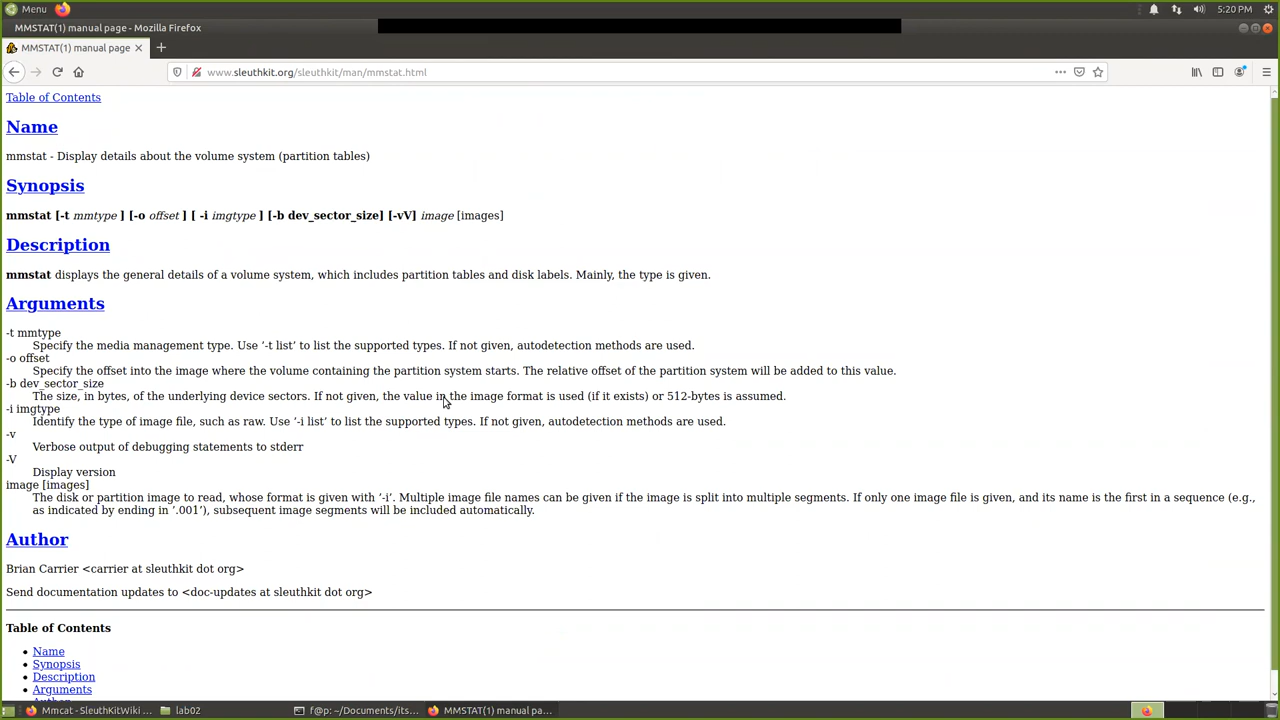 Menu
5:20 PM
MMSTAT(1) manual page - Mozilla Firefox
MMSTAT(1) manual page
www.sleuthkit.org/sleuthkit/man/mmstat.html
Table of Contents
Name
mmstat - Display details about the volume system (partition tables)
Synopsis
mmstat [-t mmtype ] [-o offset ] [ -i imgtype ] [-b dev_sector_size] [-vV] image [images]
Description
mmstat displays the general details of a volume system, which includes partition tables and disk labels. Mainly, the type is given.
Arguments
-t mmtype
Specify the media management type. Use ’-t list’ to list the supported types. If not given, autodetection methods are used.
-o offset
Specify the offset into the image where the volume containing the partition system starts. The relative offset of the partition system will be added to this value.
-b dev_sector_size
The size, in bytes, of the underlying device sectors. If not given, the value in the image format is used (if it exists) or 512-bytes is assumed.
-i imgtype
Identify the type of image file, such as raw. Use ’-i list’ to list the supported types. If not given, autodetection methods are used.
-v
Verbose output of debugging statements to stderr
-V
Display version
image [images]
The disk or partition image to read, whose format is given with ’-i’. Multiple image file names can be given if the image is split into multiple segments. If only one image file is given, and its name is the first in a sequence (e.g.,
as indicated by ending in ’.001’), subsequent image segments will be included automatically.
Author
Brian Carrier <carrier at sleuthkit dot org>
Send documentation updates to <doc-updates at sleuthkit dot org>
Table of Contents
• Name
• Synopsis
• Description
• Arguments
Mmcat - SleuthKitWiki ...
lab02
f@p: ~/Documents/its...
MMSTAT(1) manual pa...